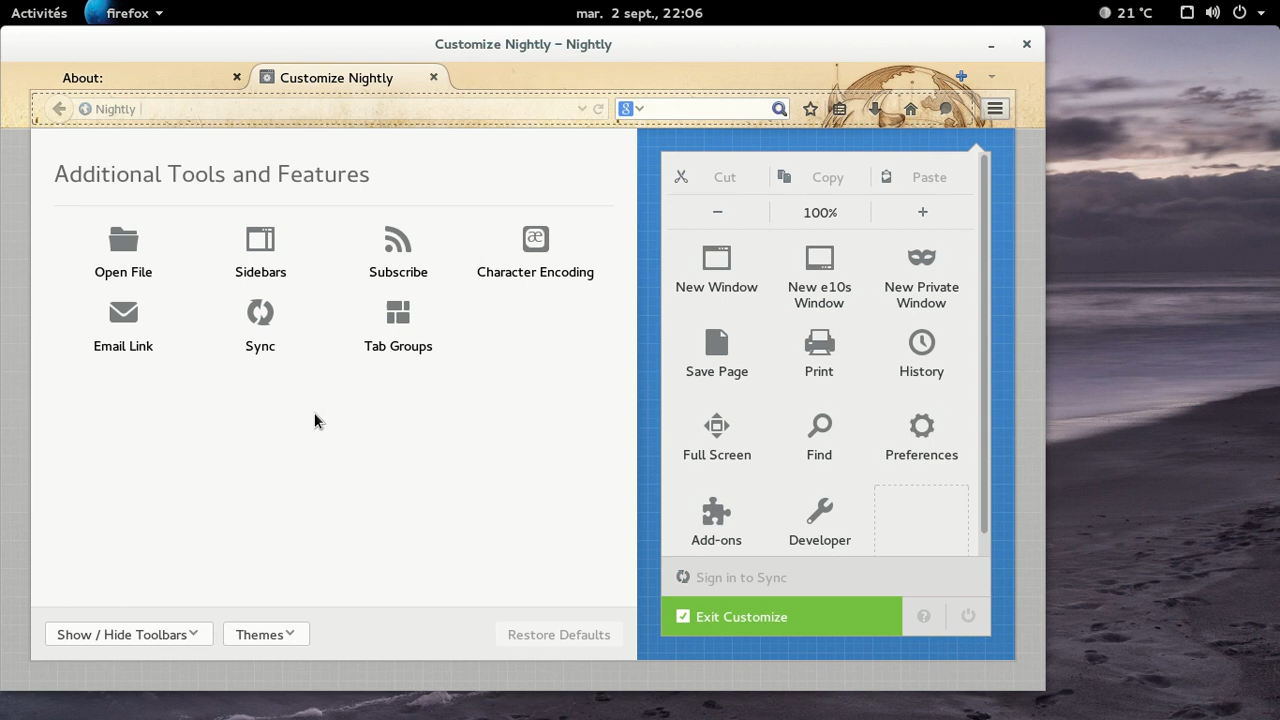 Activités firefox mar. 2 sept., 22:06 21 °C
Customize Nightly – Nightly
About: Customize Nightly
Nightly
Additional Tools and Features
Open File Sidebars Subscribe Character Encoding
Email Link Sync Tab Groups
Show / Hide Toolbars Themes Restore Defaults
Cut Copy Paste
− 100% +
New Window New e10s Window New Private Window
Save Page Print History
Full Screen Find Preferences
Add-ons Developer
Sign in to Sync
Exit Customize